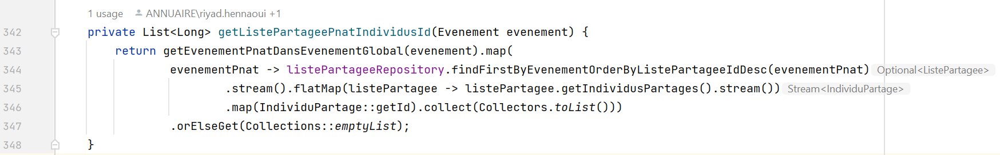 1 usage ANNUAIRE\riyad.hennaoui +1
342 private List<Long> getListePartageePnatIndividusId(Evenement evenement) {
343 return getEvenementPnatDansEvenementGlobal(evenement).map(
344 evenementPnat -> listePartageeRepository.findFirstByEvenementOrderByListePartageeIdDesc(evenementPnat) Optional<ListePartagee>
345 .stream().flatMap(listePartagee -> listePartagee.getIndividusPartages().stream()) Stream<IndividuPartage>
346 .map(IndividuPartage::getId).collect(Collectors.toList()))
347 .orElseGet(Collections::emptyList);
348 }